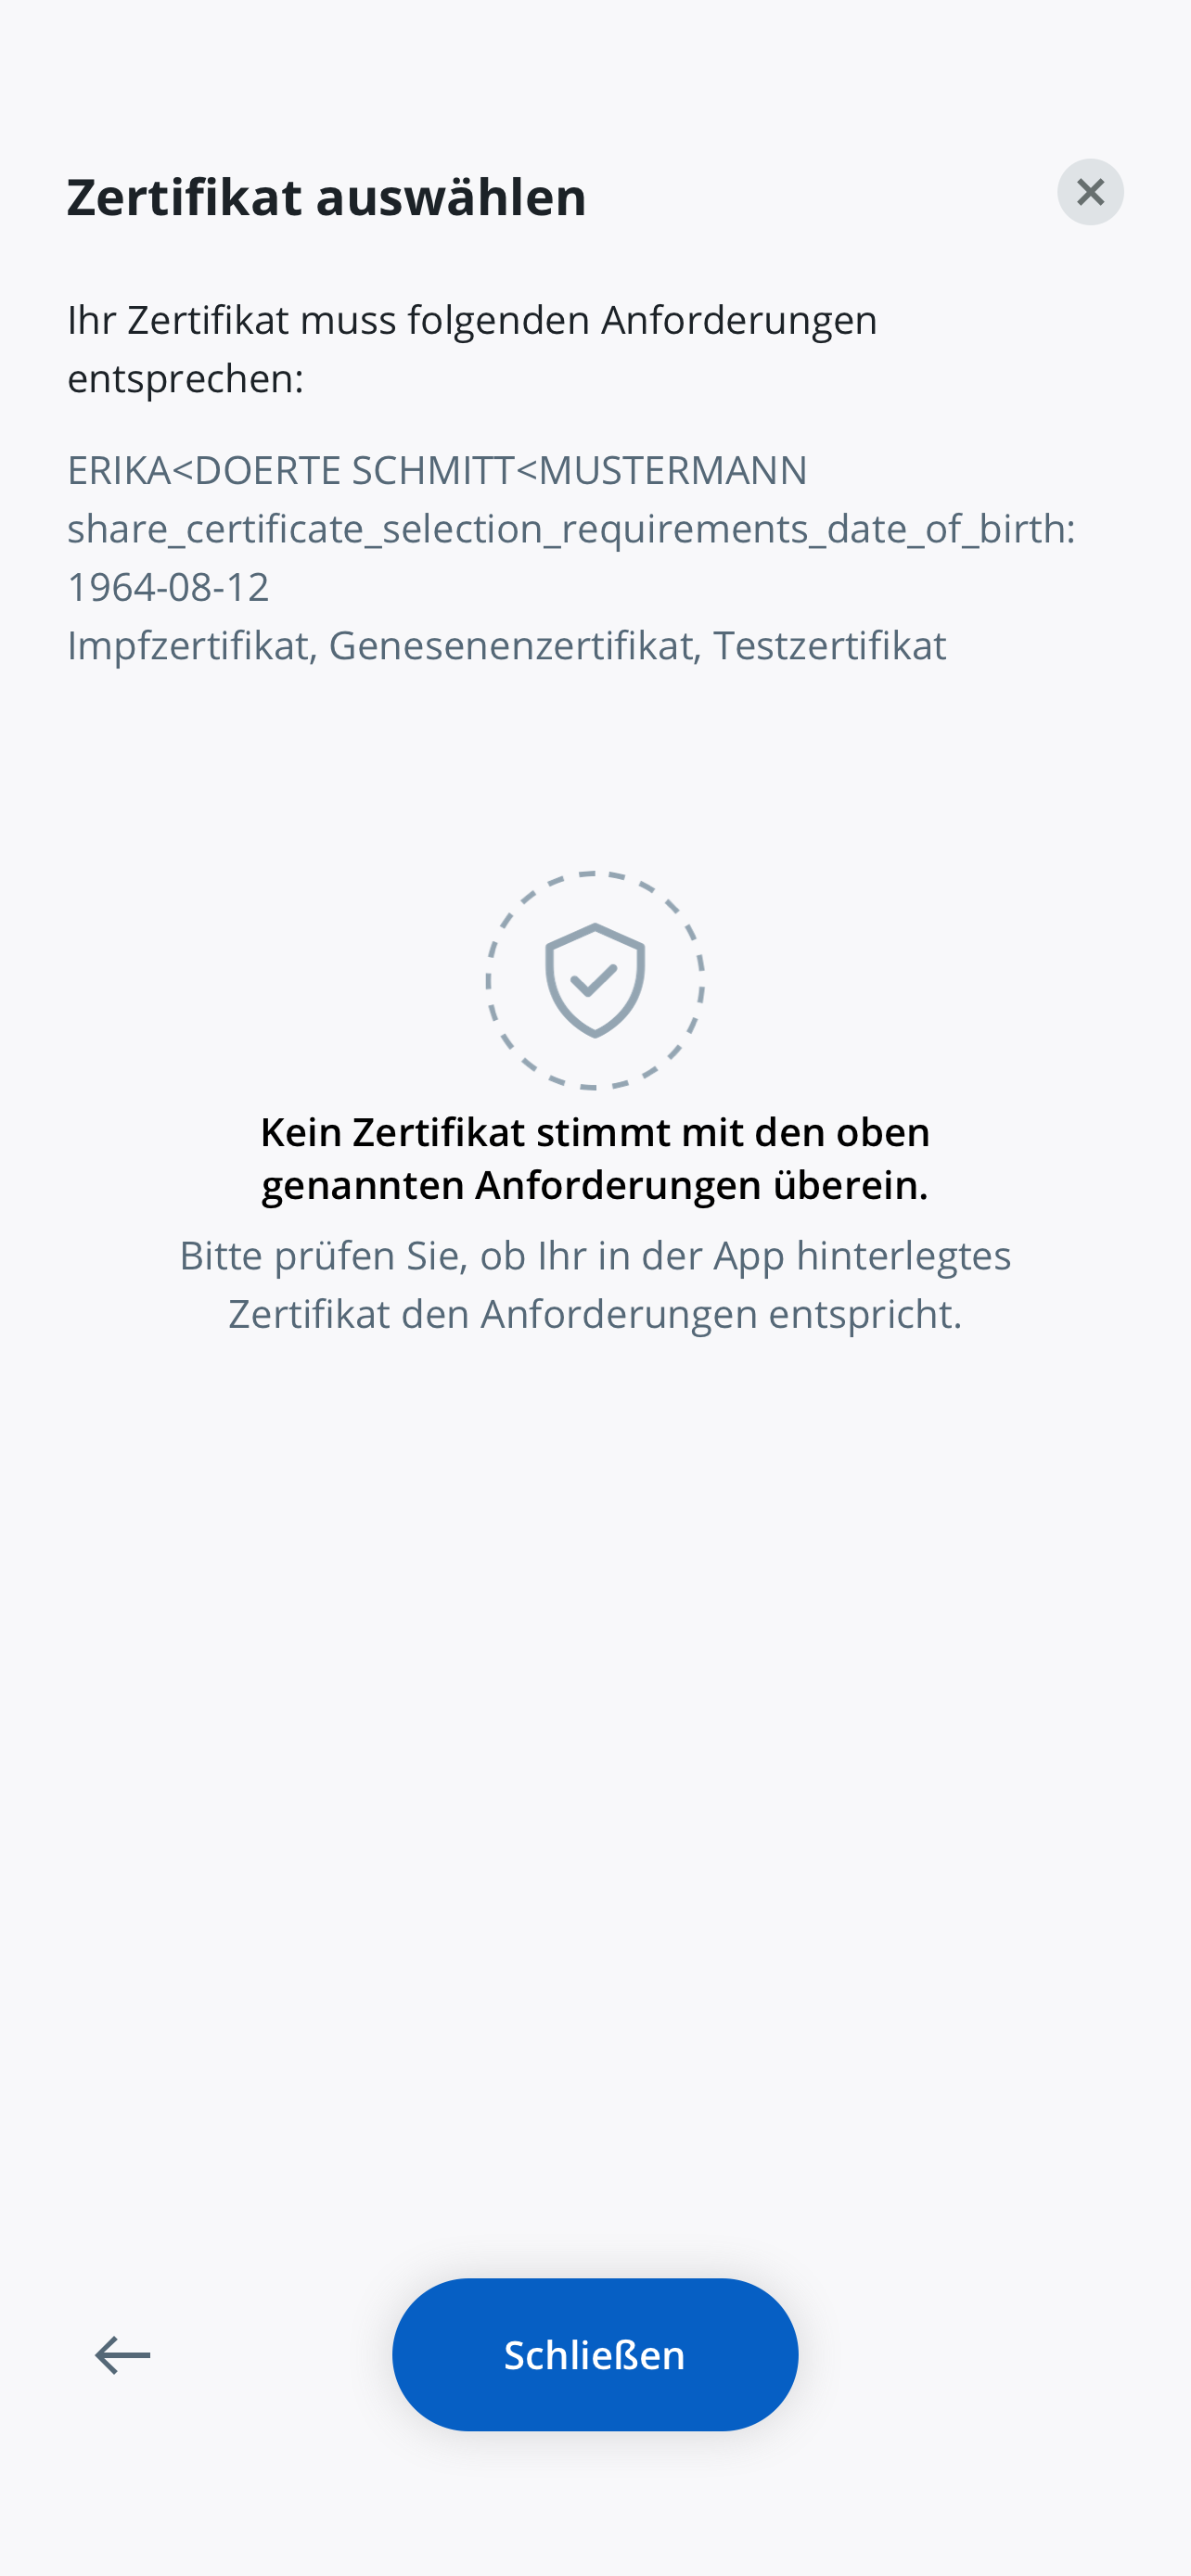 Zertifikat auswählen
Ihr Zertifikat muss folgenden Anforderungen
entsprechen:
ERIKA<DOERTE SCHMITT<MUSTERMANN
share_certificate_selection_requirements_date_of_birth:
1964-08-12
Impfzertifikat, Genesenenzertifikat, Testzertifikat
Kein Zertifikat stimmt mit den oben
genannten Anforderungen überein.
Bitte prüfen Sie, ob Ihr in der App hinterlegtes
Zertifikat den Anforderungen entspricht.
Schließen